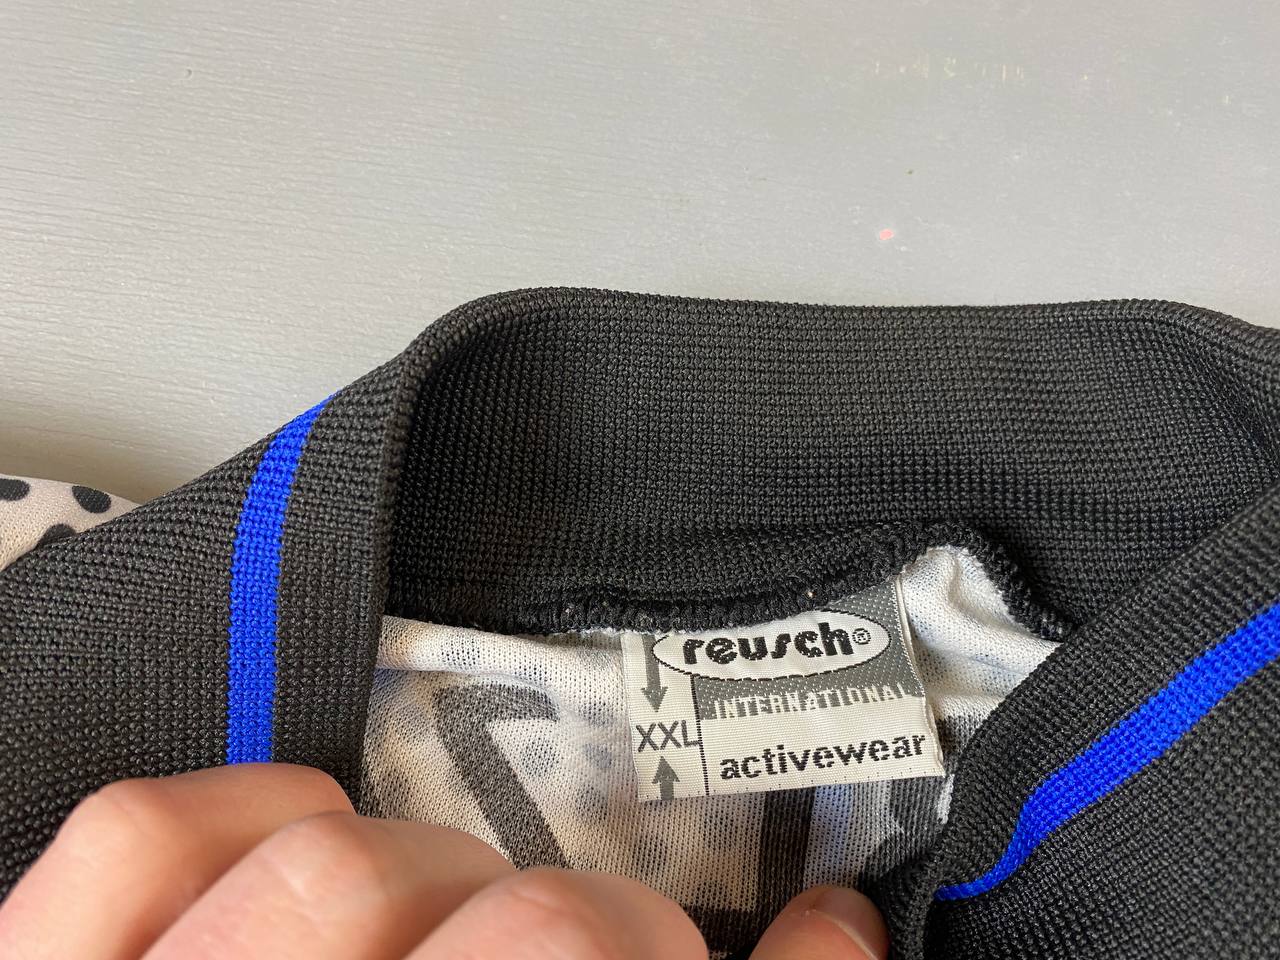 reusch®
INTERNATIONAL
XXL
activewear